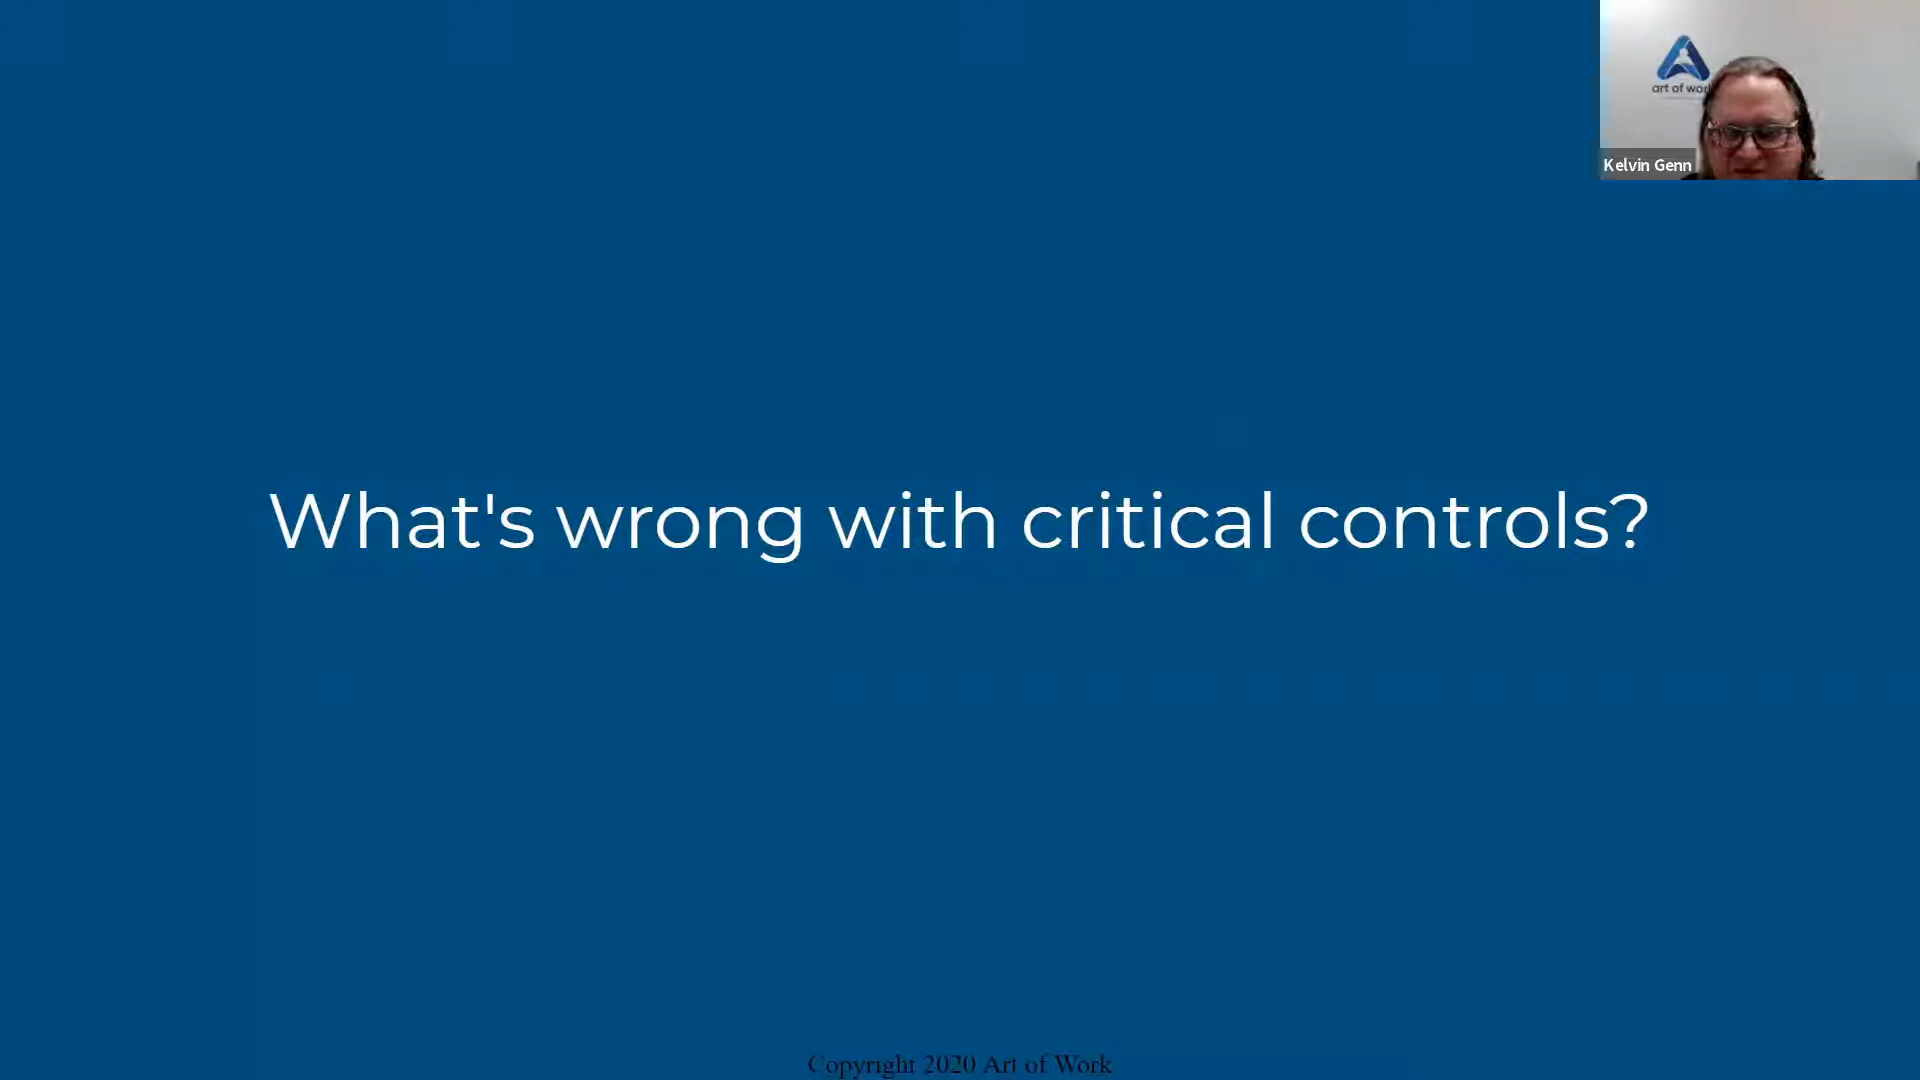 art of wor
Kelvin Genn
What's wrong with critical controls?
Copyright 2020 Art of Work